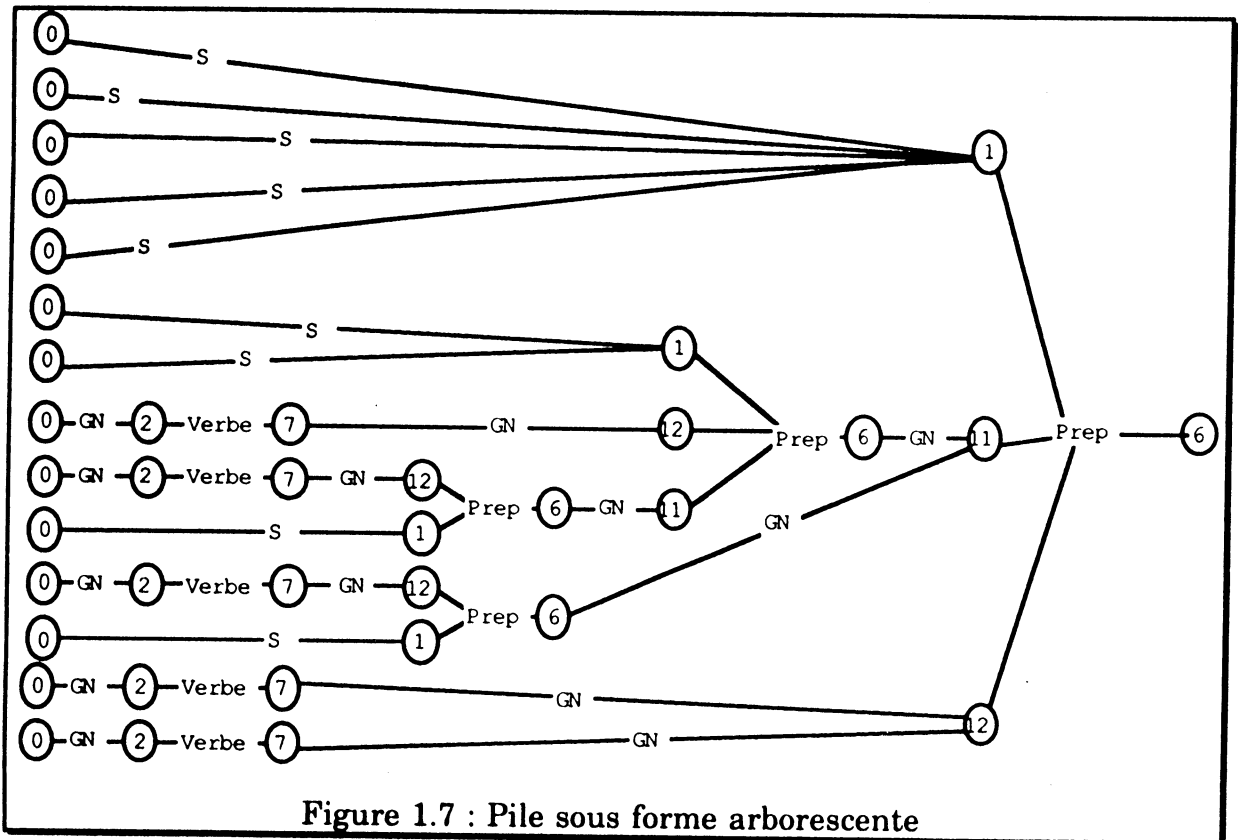 0 S
0 S
0 S 1
0 S
0 S
0 S
0 S 1
0 GN 2 Verbe 7 GN 12 Prep 6 GN 11 Prep 6
0 GN 2 Verbe 7 GN 12 Prep 6 GN 11
0 S 1 GN
0 GN 2 Verbe 7 GN 12 Prep 6
0 S 1
0 GN 2 Verbe 7 GN 12
0 GN 2 Verbe 7 GN
Figure 1.7 : Pile sous forme arborescente